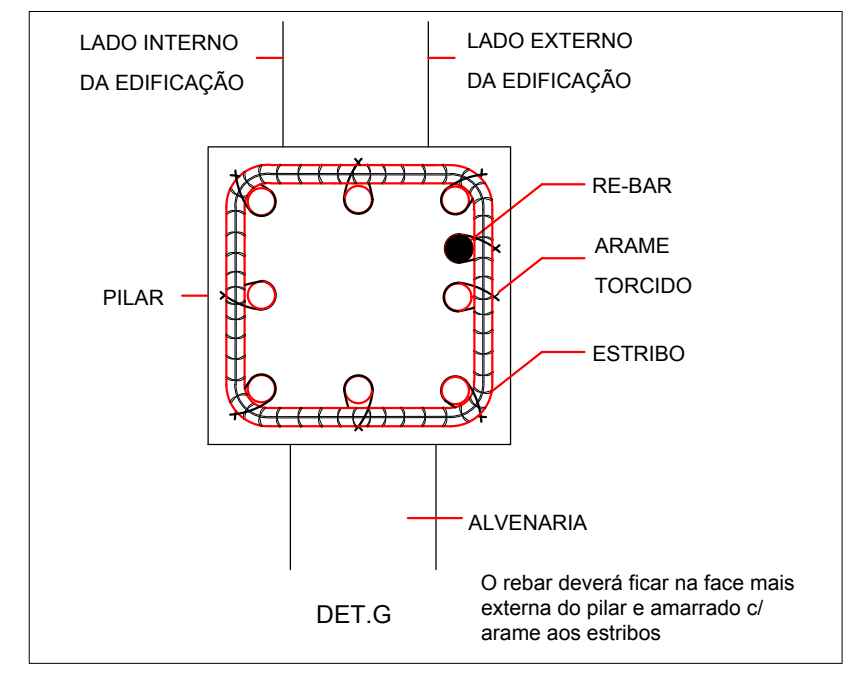 LADO INTERNO
DA EDIFICAÇÃO
LADO EXTERNO
DA EDIFICAÇÃO
RE-BAR
ARAME
TORCIDO
PILAR
ESTRIBO
ALVENARIA
DET.G
O rebar deverá ficar na face mais
externa do pilar e amarrado c/
arame aos estribos